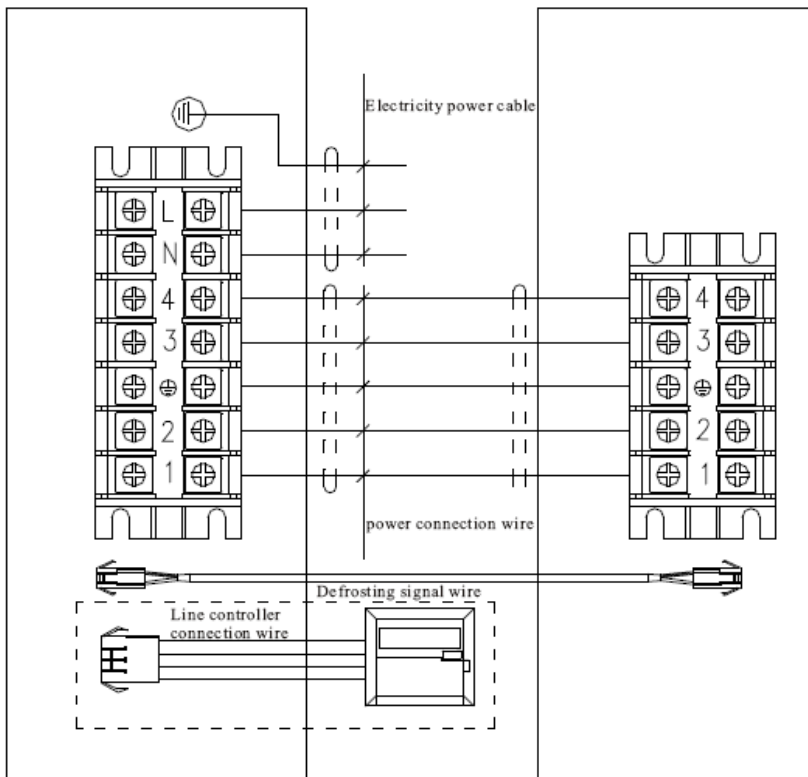 Electricity power cable
L
N
4
3
2
1
4
3
2
1
power connection wire
Defrosting signal wire
Line controller
connection wire